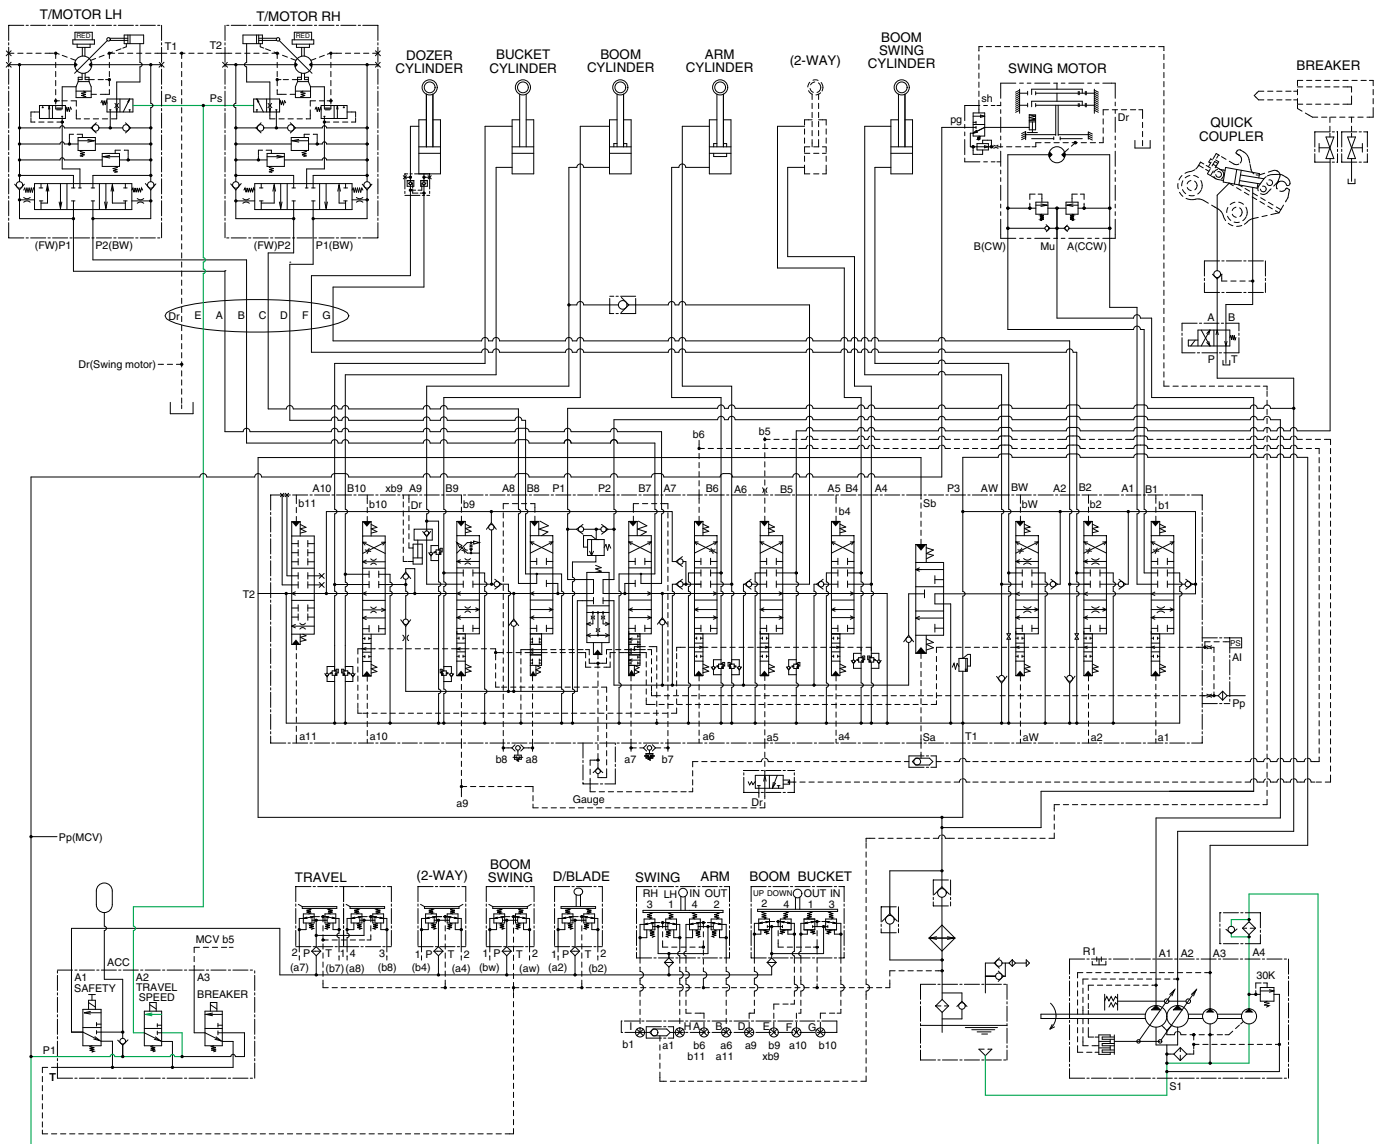 T/MOTOR LH
T/MOTOR RH
RED
RED
T1
T2
Ps
Ps
DOZER
CYLINDER
BUCKET
CYLINDER
BOOM
CYLINDER
ARM
CYLINDER
(2-WAY)
BOOM
SWING
CYLINDER
SWING MOTOR
BREAKER
sh
pg
Dr
QUICK
COUPLER
(FW)P1
P2(BW)
(FW)P2
P1(BW)
B(CW)
Mu
A(CCW)
Dr E A B C D F G
A B
P T
Dr(Swing motor)
b6
b5
A10 B10 xb9 A9 B9 A8 B8 P1 P2 B7 A7 B6 A6 x B5 A5 B4 A4 Sb P3 AW BW A2 B2 A1 B1
b11 b10 Dr b9 b4 bW b2 b1
T2
PS
AI
Pp
a11 a10 a6 a5 a4 Sa T1 aW a2 a1
b8 a8 a7 b7
Gauge
a9
Dr
Pp(MCV)
TRAVEL
(2-WAY)
BOOM
SWING
D/BLADE
SWING ARM
RH LH IN OUT
3 1 4 2
BOOM BUCKET
UP DOWN OUT IN
2 4 1 3
2 P T 1 4 3
(a7) (b7) (a8) (b8)
1 P T 2
(b4) (a4)
1 P T 2
(bw) (aw)
1 P T 2
(a2) (b2)
MCV b5
ACC
A1
SAFETY
A2
TRAVEL
SPEED
A3
BREAKER
P1
T
I H A B D E F G
b1 a1 b6 a6 a9 b9 a10 b10
b11 a11 xb9
R1
A1 A2 A3 A4
30K
S1